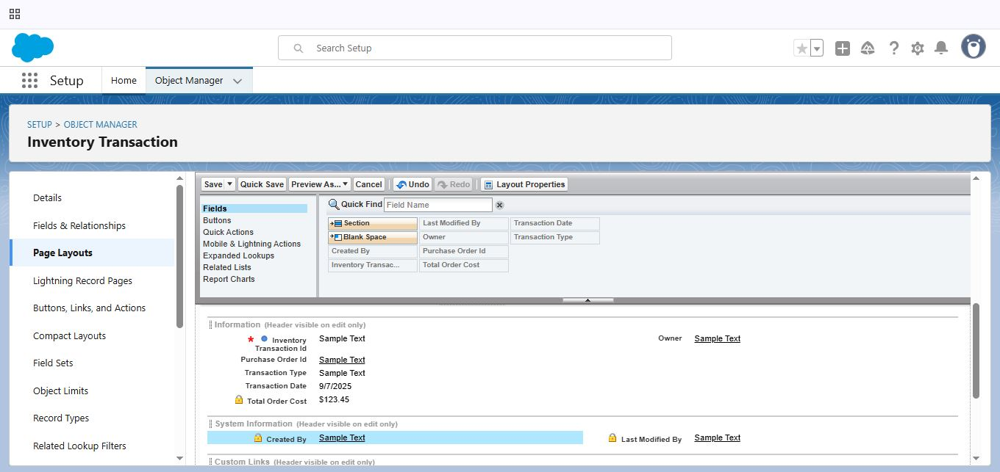 Search Setup
Setup
Home
Object Manager
SETUP > OBJECT MANAGER
Inventory Transaction
Details
Fields & Relationships
Page Layouts
Lightning Record Pages
Buttons, Links, and Actions
Compact Layouts
Field Sets
Object Limits
Record Types
Related Lookup Filters
Save
Quick Save
Preview As...
Cancel
Undo
Redo
Layout Properties
Fields
Buttons
Quick Actions
Mobile & Lightning Actions
Expanded Lookups
Related Lists
Report Charts
Quick Find Field Name
Section Last Modified By Transaction Date
Blank Space Owner Transaction Type
Created By Purchase Order Id
Inventory Transac... Total Order Cost
Information (Header visible on edit only)
* Inventory Transaction Id Sample Text Owner Sample Text
Purchase Order Id Sample Text
Transaction Type Sample Text
Transaction Date 9/7/2025
Total Order Cost $123.45
System Information (Header visible on edit only)
Created By Sample Text Last Modified By Sample Text
Custom Links (Header visible on edit only)